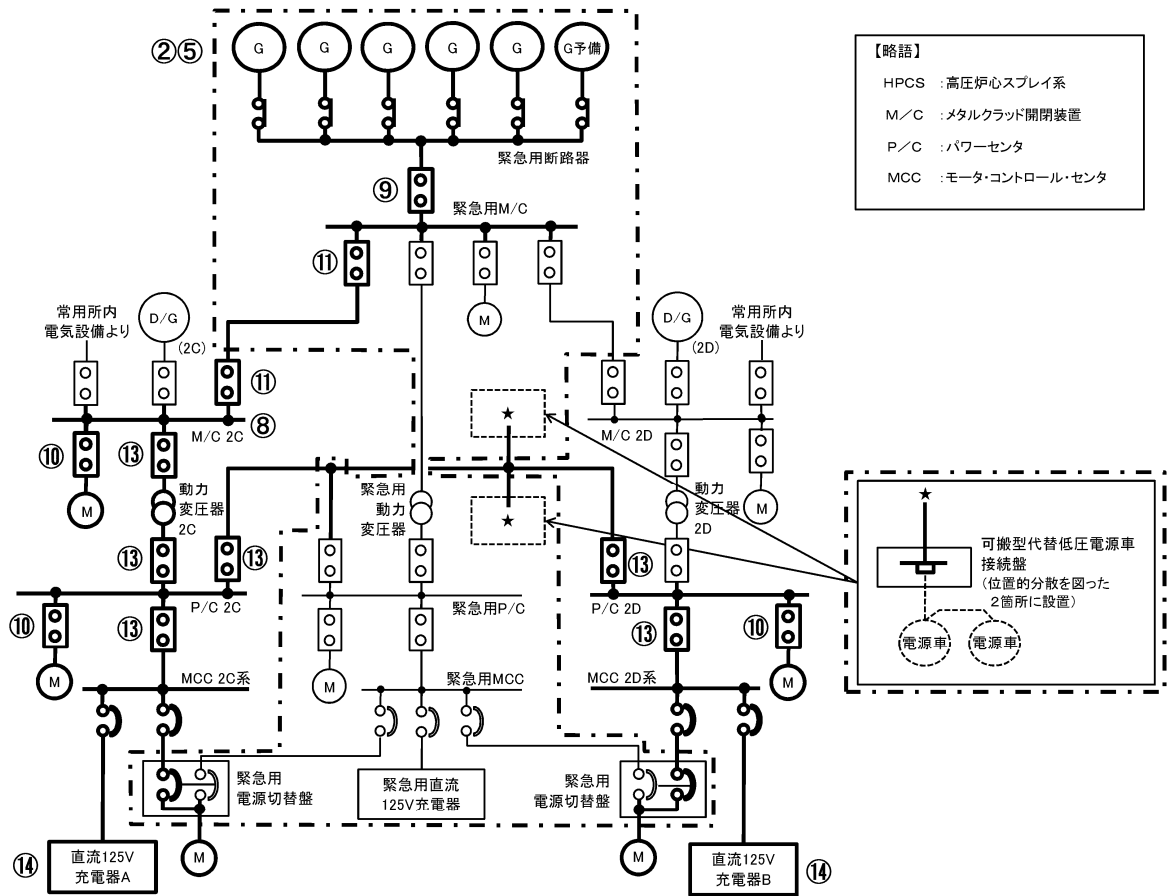 ②⑤
G
G
G
G
G
G予備
緊急用断路器
⑨
緊急用M/C
⑪
M
【略語】
HPCS :高圧炉心スプレイ系
M/C :メタルクラッド開閉装置
P/C :パワーセンタ
MCC :モータ・コントロール・センタ
常用所内
電気設備より
D/G
(2C)
⑪
⑧
M/C 2C
⑩
⑬
M
動力
変圧器
2C
D/G
(2D)
常用所内
電気設備より
M/C 2D
動力
変圧器
2D
M
★
★
緊急用
動力
変圧器
⑬
⑬
⑬
P/C 2C
緊急用P/C
P/C 2D
⑩
⑬
⑬
⑩
M
M
M
MCC 2C系
緊急用MCC
MCC 2D系
緊急用
電源切替盤
緊急用直流
125V充電器
緊急用
電源切替盤
M
M
⑭
直流125V
充電器A
直流125V
充電器B
⑭
★
可搬型代替低圧電源車
接続盤
(位置的分散を図った
2箇所に設置)
電源車
電源車